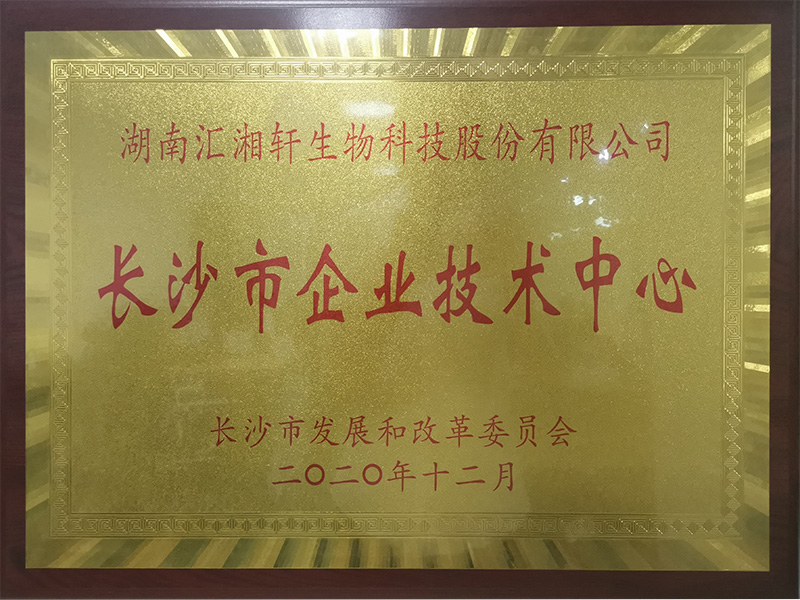 湖南汇湘轩生物科技股份有限公司
长沙市企业技术中心
长沙市发展和改革委员会
二〇二〇年十二月